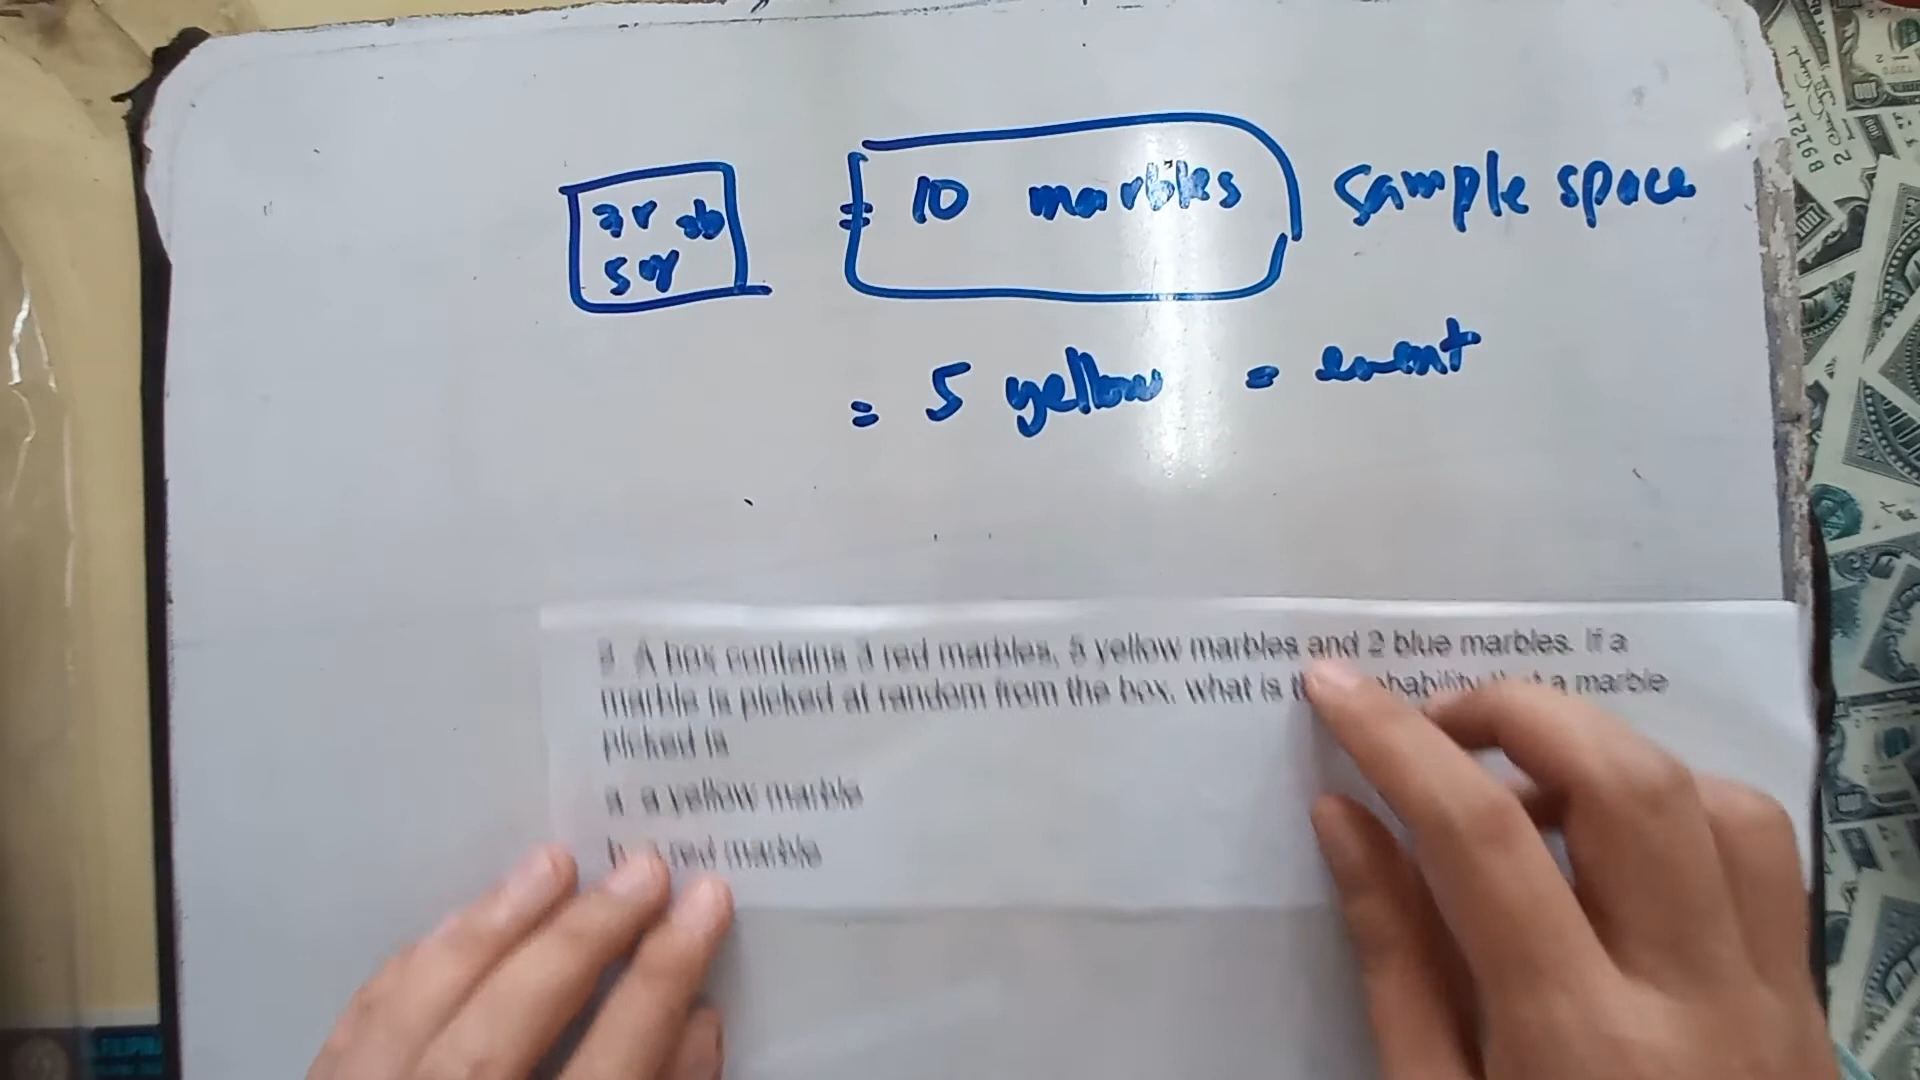 3r 2b
5y
= 10 marbles sample space
= 5 yellow = event
A box contains 3 red marbles, 5 yellow marbles and 2 blue marbles. If a
marble is picked at random from the box, what is probability a marble
picked is
a a yellow marble
b a red marble